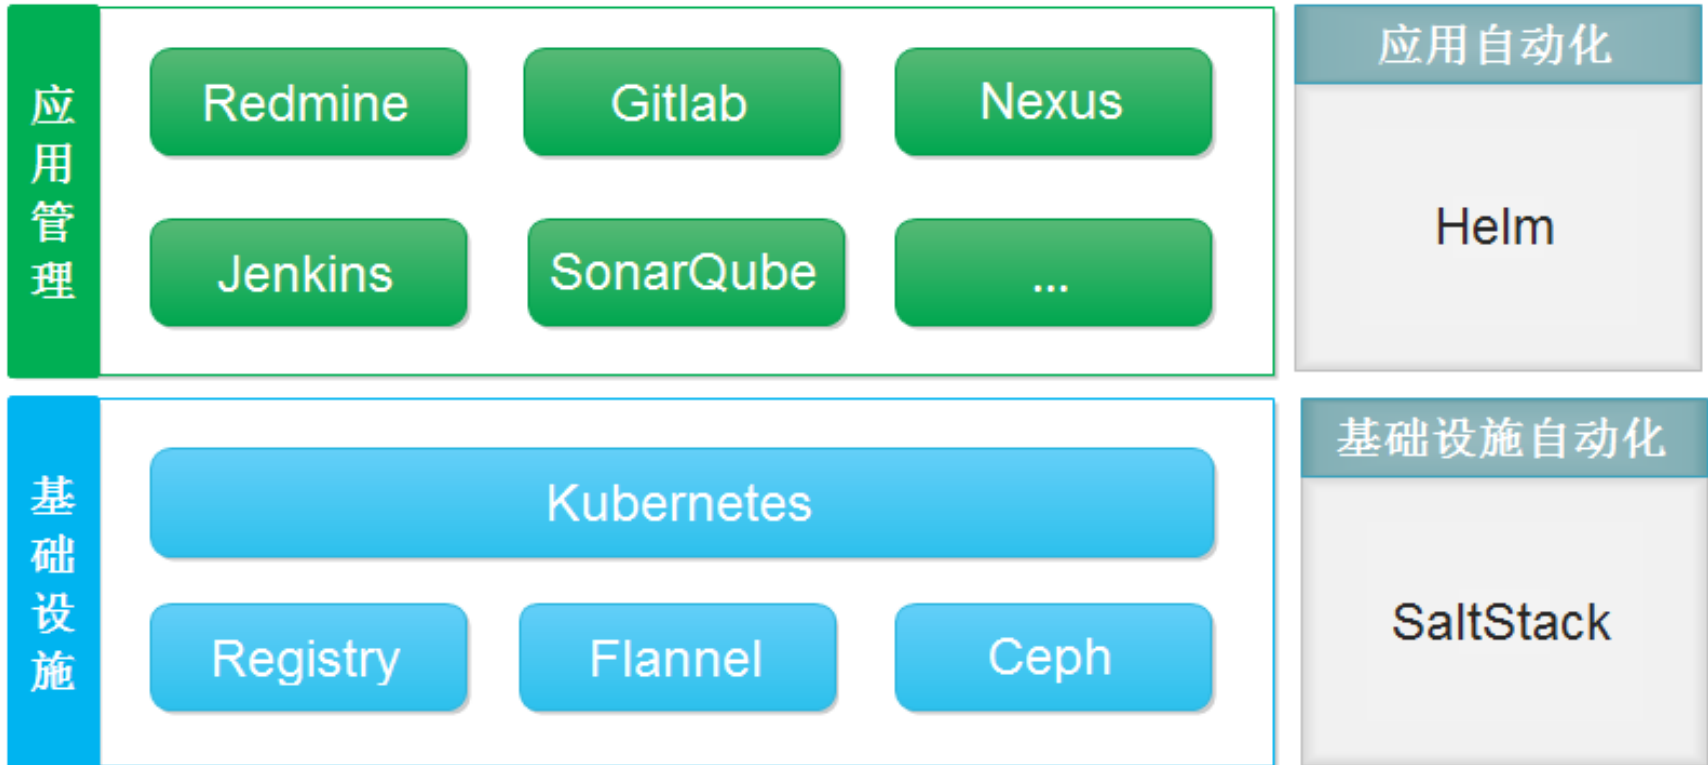 应用管理
Redmine
Gitlab
Nexus
Jenkins
SonarQube
...
应用自动化
Helm
基础设施
Kubernetes
Registry
Flannel
Ceph
基础设施自动化
SaltStack